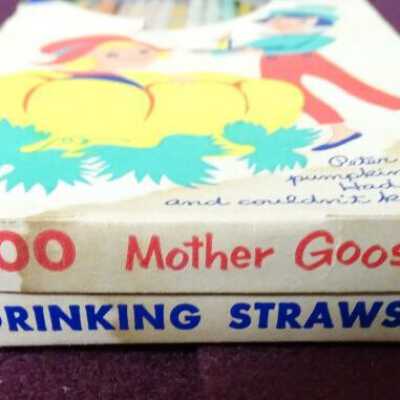 Peter
pumpkin
Had
and couldn't k
00 Mother Goos
DRINKING STRAWS